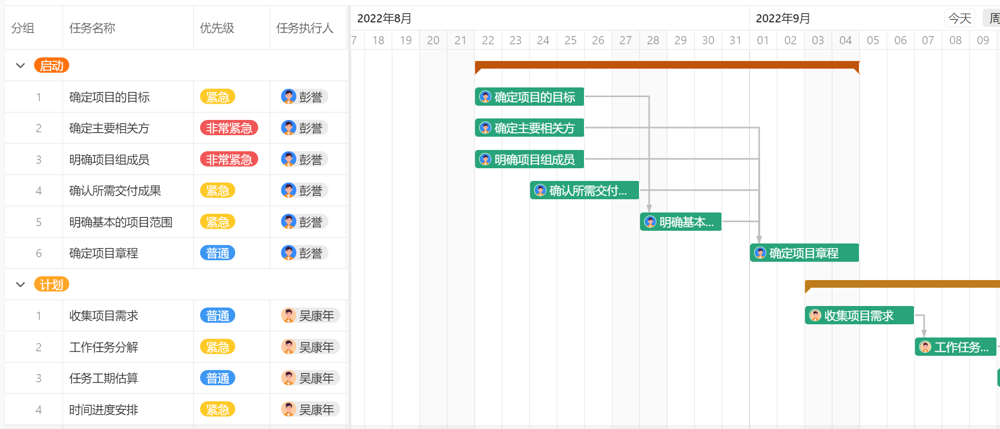 分组 任务名称 优先级 任务执行人
2022年8月 2022年9月 今天 周
7 18 19 20 21 22 23 24 25 26 27 28 29 30 31 01 02 03 04 05 06 07 08 09
启动
1 确定项目的目标 紧急 彭誉 确定项目的目标
2 确定主要相关方 非常紧急 彭誉 确定主要相关方
3 明确项目组成员 非常紧急 彭誉 明确项目组成员
4 确认所需交付成果 紧急 彭誉 确认所需交付...
5 明确基本的项目范围 紧急 彭誉 明确基本...
6 确定项目章程 普通 彭誉 确定项目章程
计划
1 收集项目需求 普通 吴康年 收集项目需求
2 工作任务分解 紧急 吴康年 工作任务...
3 任务工期估算 普通 吴康年
4 时间进度安排 紧急 吴康年